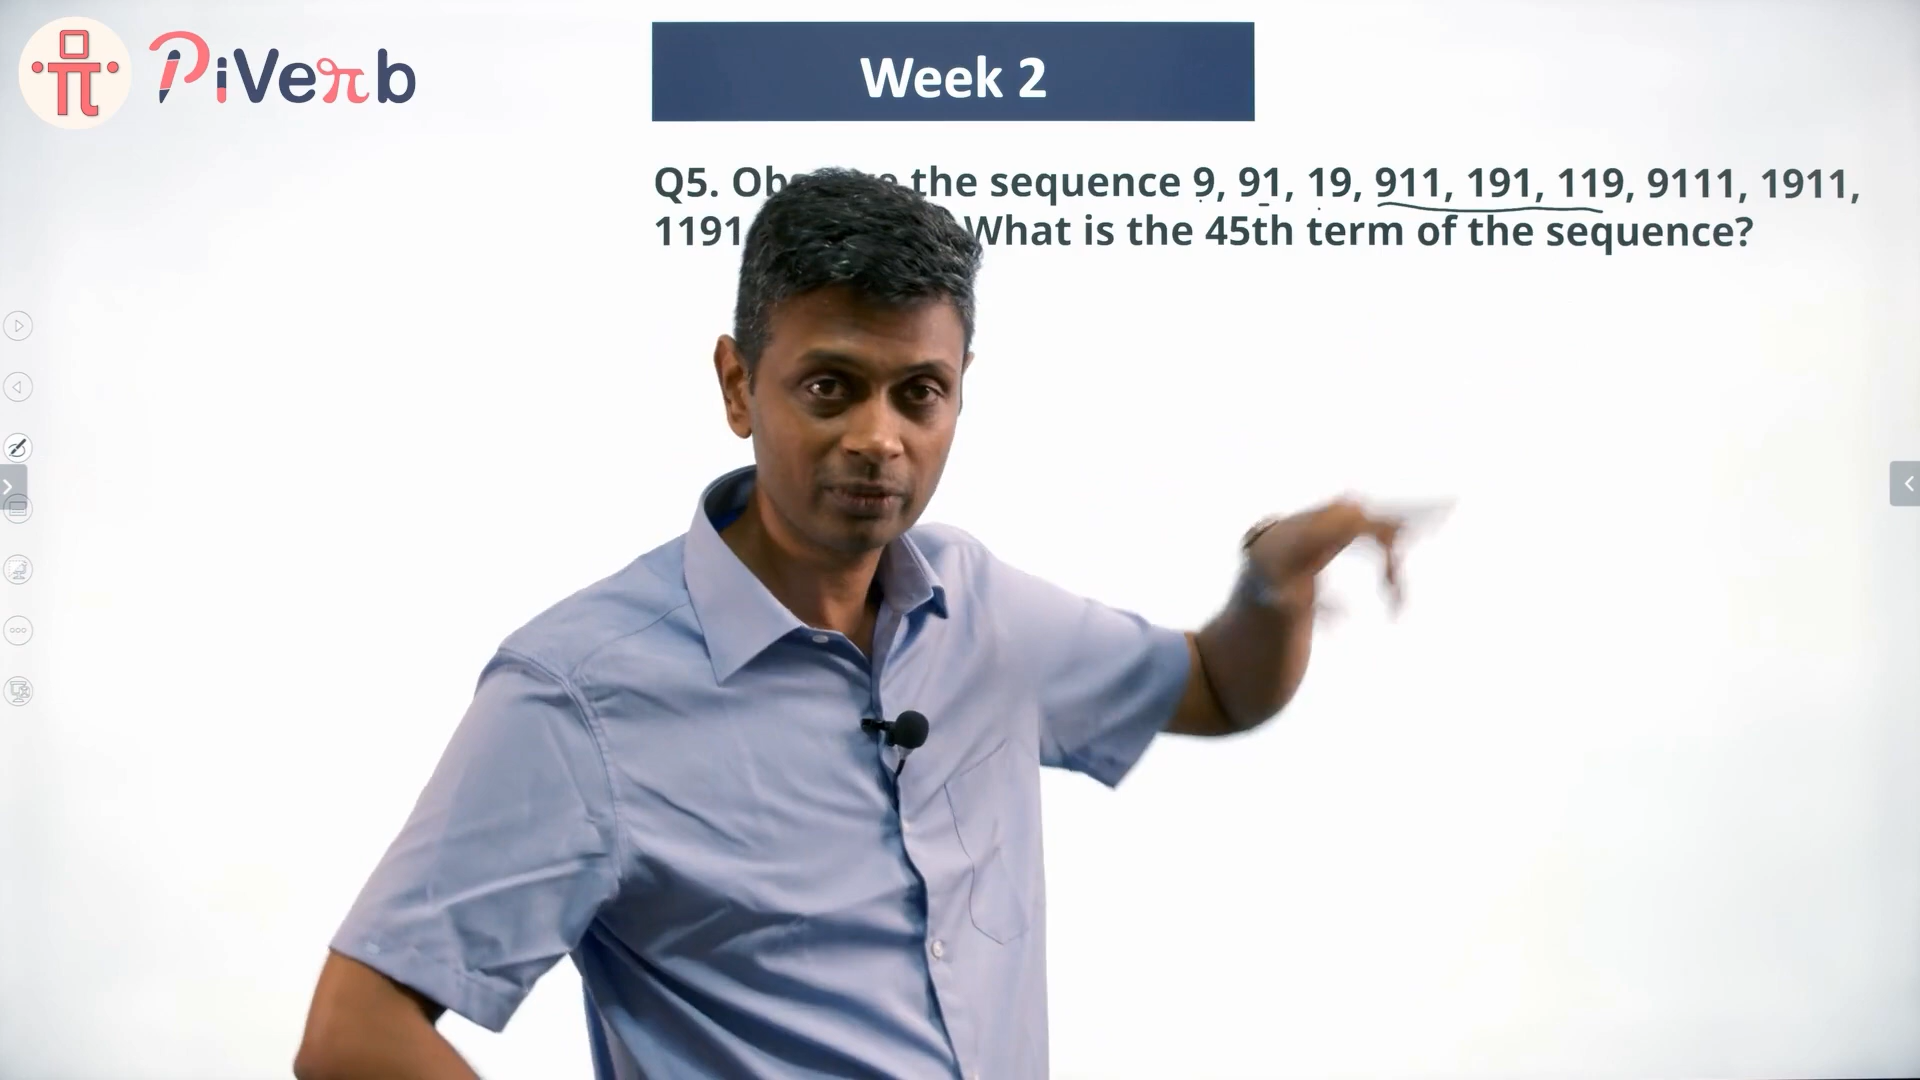 PiVerb
Week 2
Q5. Ob e the sequence 9, 91, 19, 911, 191, 119, 9111, 1911,
1191 What is the 45th term of the sequence?